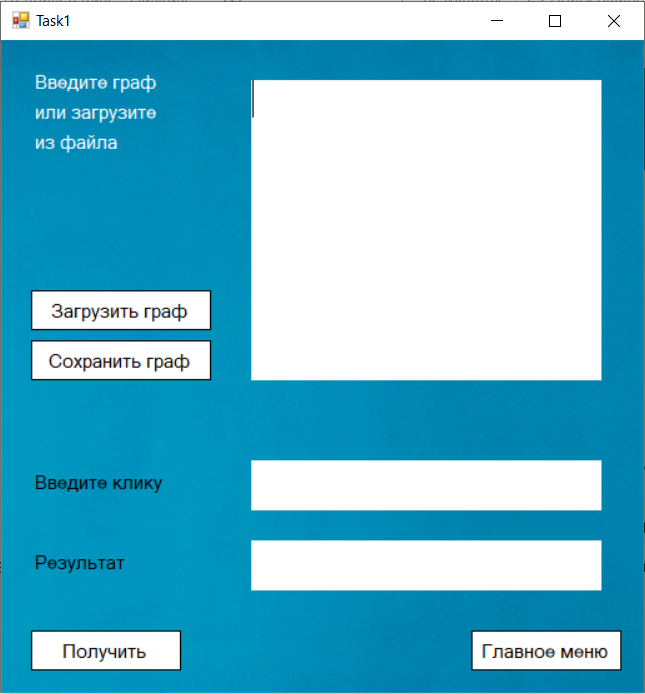 Task1
Введите граф
или загрузите
из файла
Загрузить граф
Сохранить граф
Введите клику
Результат
Получить
Главное меню